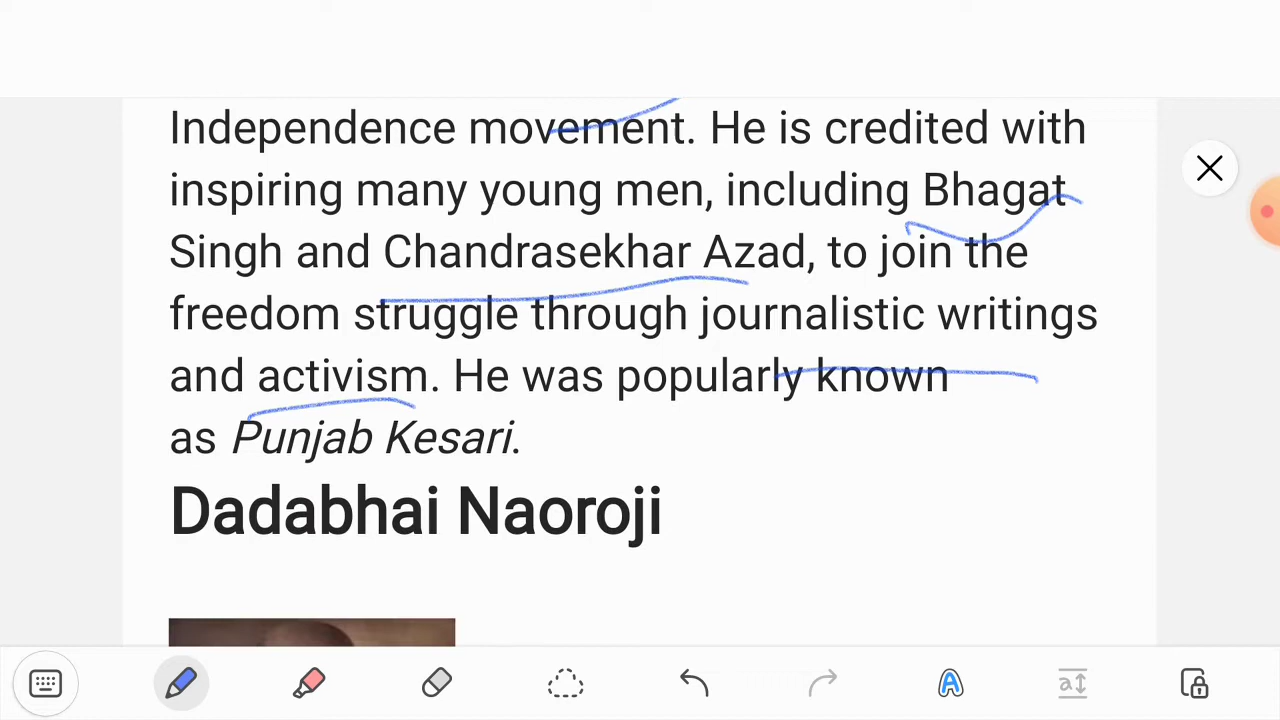 Independence movement. He is credited with
inspiring many young men, including Bhagat
Singh and Chandrasekhar Azad, to join the
freedom struggle through journalistic writings
and activism. He was popularly known
as Punjab Kesari.
Dadabhai Naoroji